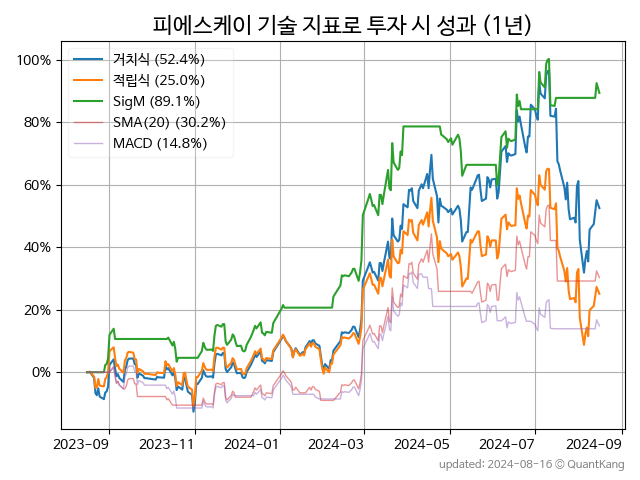 피에스케이 기술 지표로 투자 시 성과 (1년)
100%
80%
60%
40%
20%
0%
거치식 (52.4%)
적립식 (25.0%)
SigM (89.1%)
SMA(20) (30.2%)
MACD (14.8%)
2023-09
2023-11
2024-01
2024-03
2024-05
2024-07
2024-09
updated: 2024-08-16 © QuantKang